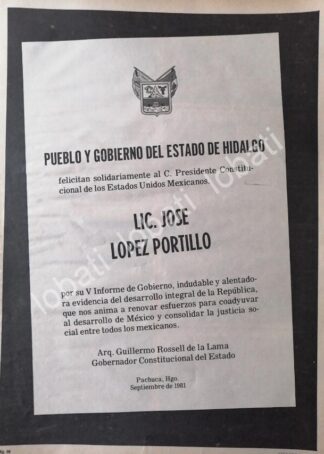 PUEBLO Y GOBIERNO DEL ESTADO DE HIDALGO
felicitan solidariamente al C. Presidente Constitu-
cional de los Estados Unidos Mexicanos.
LIC. JOSE
LOPEZ PORTILLO
por su V Informe de Gobierno, indudable y alentado-
ra evidencia del desarrollo integral de la República,
que nos anima a renovar esfuerzos para coadyuvar
al desarrollo de México y consolidar la justicia so-
cial entre todos los mexicanos.
Arq. Guillermo Rossell de la Lama
Gobernador Constitucional del Estado
Pachuca, Hgo.
Septiembre de 1981
lobati lobati lobati